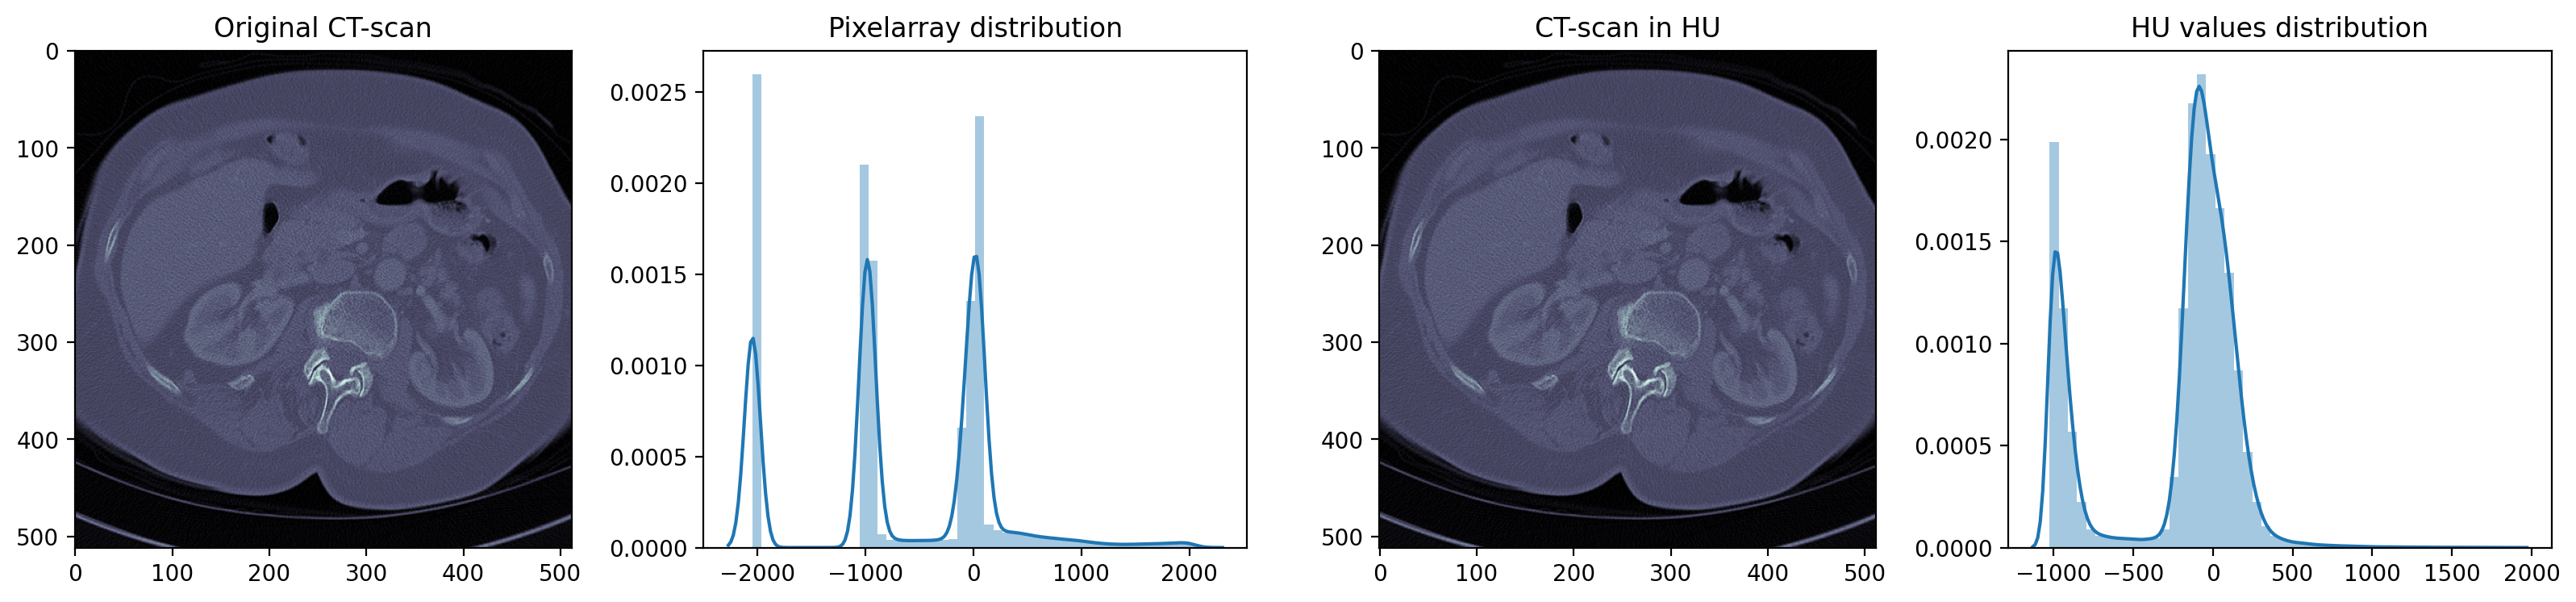 Original CT-scan
0
100
200
300
400
500
0 100 200 300 400 500
Pixelarray distribution
0.0025
0.0020
0.0015
0.0010
0.0005
0.0000
−2000 −1000 0 1000 2000
CT-scan in HU
0
100
200
300
400
500
0 100 200 300 400 500
HU values distribution
0.0020
0.0015
0.0010
0.0005
0.0000
−1000 −500 0 500 1000 1500 2000